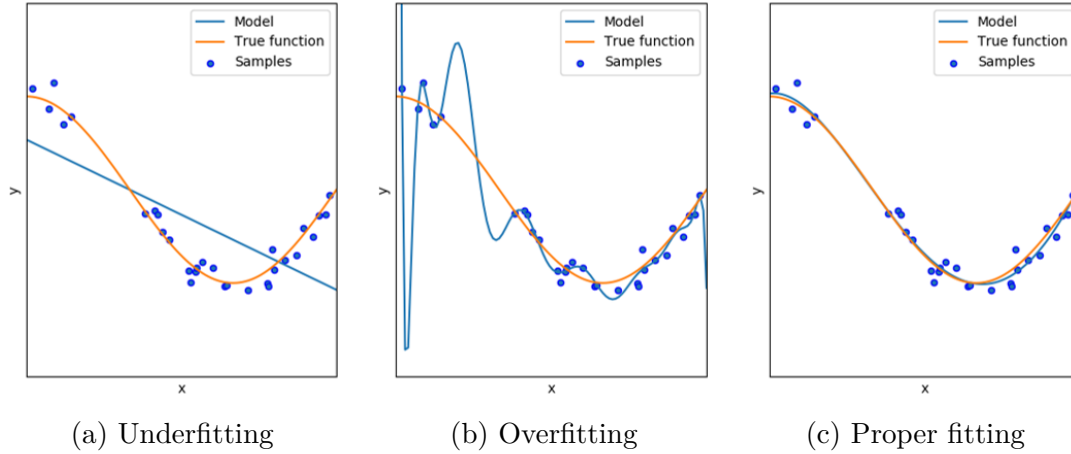 Model
True function
Samples
y
x
(a) Underfitting
Model
True function
Samples
y
x
(b) Overfitting
Model
True function
Samples
y
x
(c) Proper fitting